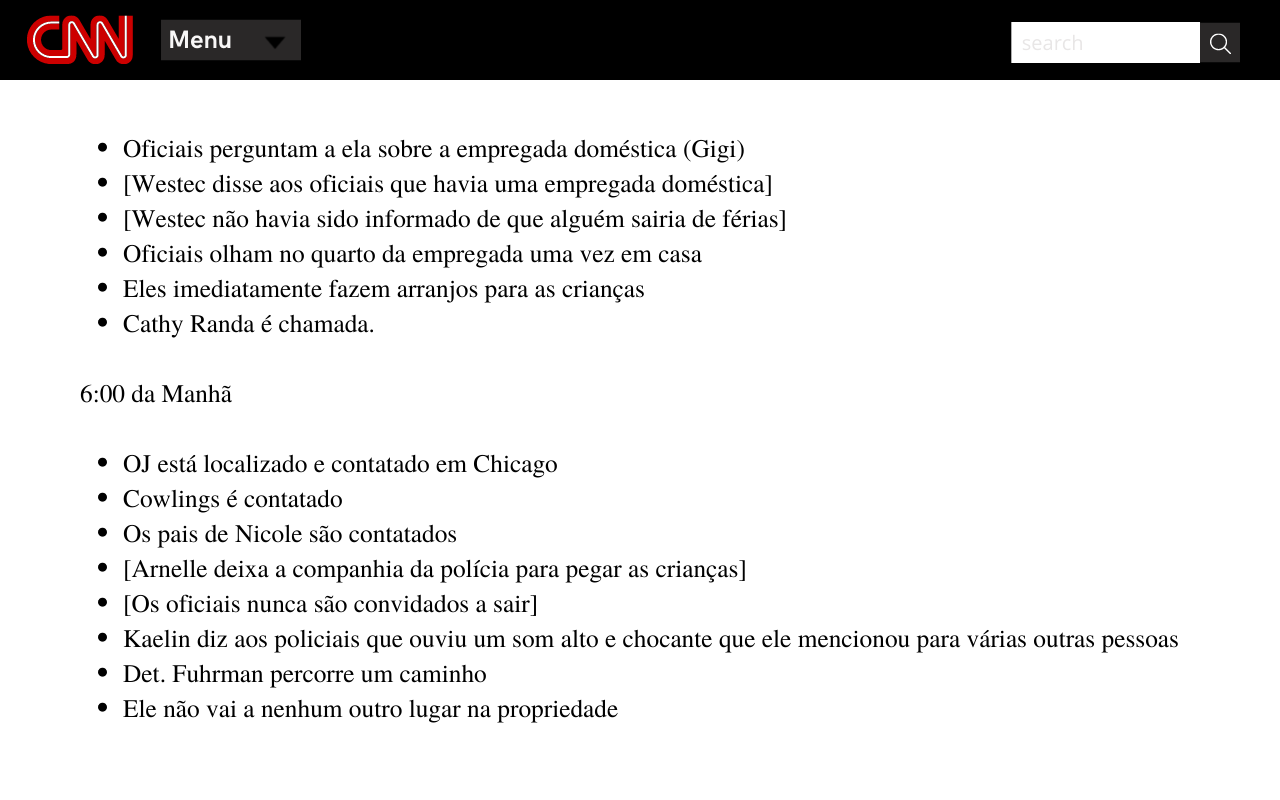 CNN
Menu
search
Oficiais perguntam a ela sobre a empregada doméstica (Gigi)
[Westec disse aos oficiais que havia uma empregada doméstica]
[Westec não havia sido informado de que alguém sairia de férias]
Oficiais olham no quarto da empregada uma vez em casa
Eles imediatamente fazem arranjos para as crianças
Cathy Randa é chamada.
6:00 da Manhã
OJ está localizado e contatado em Chicago
Cowlings é contatado
Os pais de Nicole são contatados
[Arnelle deixa a companhia da polícia para pegar as crianças]
[Os oficiais nunca são convidados a sair]
Kaelin diz aos policiais que ouviu um som alto e chocante que ele mencionou para várias outras pessoas
Det. Fuhrman percorre um caminho
Ele não vai a nenhum outro lugar na propriedade